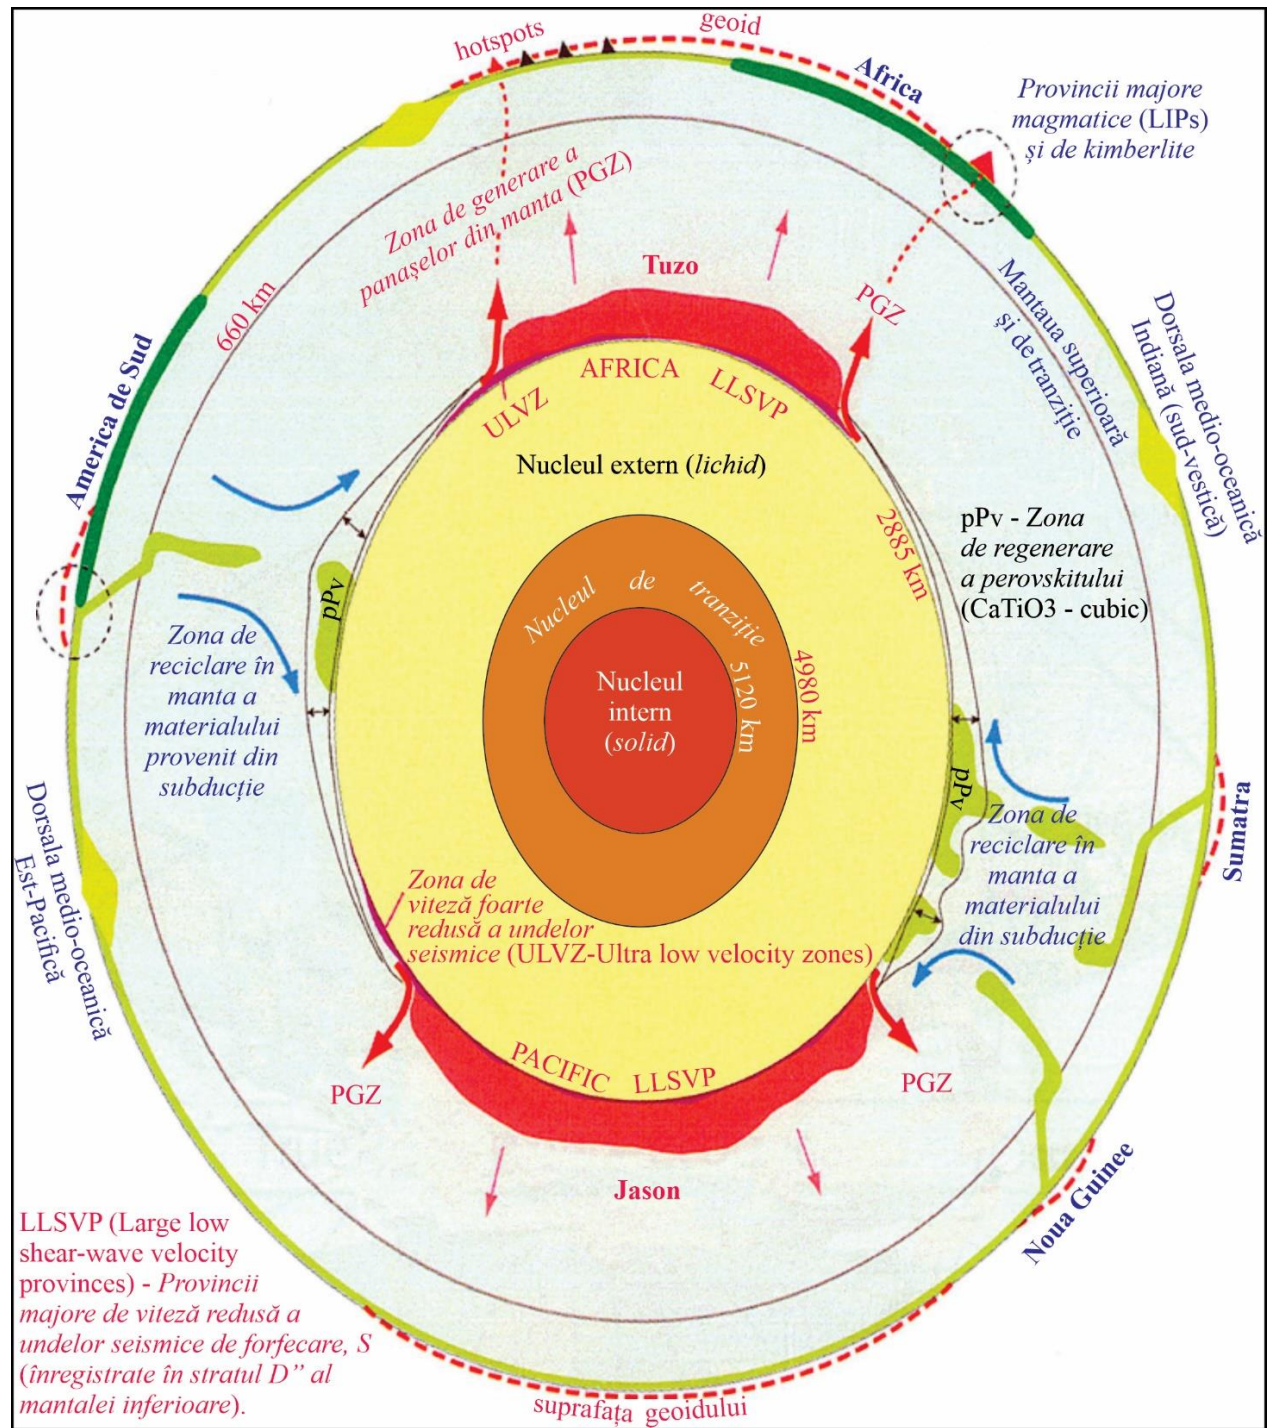 hotspots
geoid
Africa
Provincii majore
magmatice (LIPs)
și de kimberlite
Zona de generare a
panașelor din manta (PGZ)
Tuzo
PGZ
660 km
Mantaua superioară
și de tranziție
Dorsala medio-oceanică
Indiană (sud-vestică)
America de Sud
ULVZ
AFRICA
LLSVP
Nucleul extern (lichid)
2885 km
pPv - Zona
de regenerare
a perovskitului
(CaTiO3 - cubic)
pPv
Nucleul de tranziție
Zona de
reciclare în
manta a
materialului
provenit din
subducție
Nucleul
intern
(solid)
5120 km
4980 km
pPv
Sumatra
Zona de
reciclare în
manta a
materialului
din subducție
Dorsala medio-oceanică
Est-Pacifică
Zona de
viteză foarte
redusă a undelor
seismice (ULVZ-Ultra low velocity zones)
PACIFIC LLSVP
PGZ
PGZ
Jason
Noua Guinee
LLSVP (Large low
shear-wave velocity
provinces) - Provincii
majore de viteză redusă a
undelor seismice de forfecare, S
(înregistrate în stratul D” al
mantalei inferioare).
suprafața geoidului